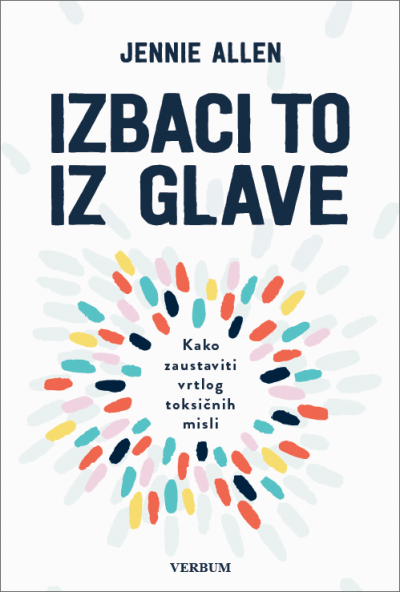 JENNIE ALLEN
IZBACI TO
IZ GLAVE
Kako
zaustaviti
vrtlog
toksičnih
misli
VERBUM